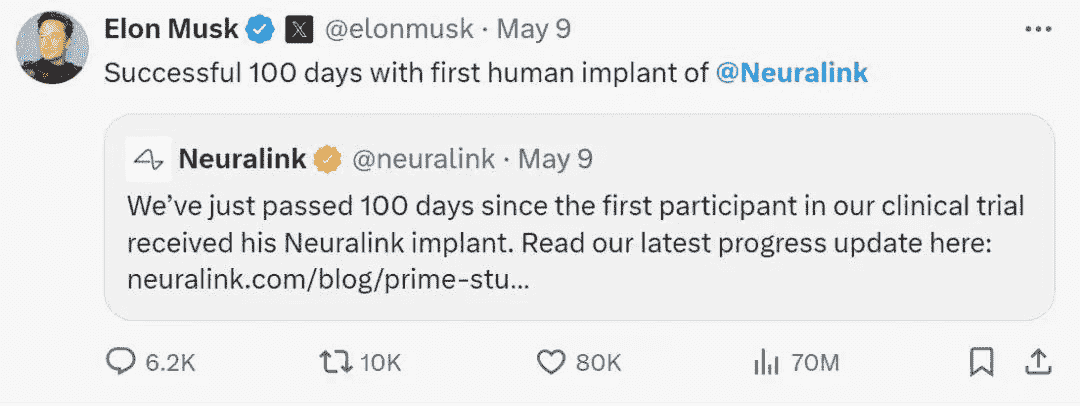 Elon Musk @elonmusk · May 9
Successful 100 days with first human implant of @Neuralink
Neuralink @neuralink · May 9
We’ve just passed 100 days since the first participant in our clinical trial
received his Neuralink implant. Read our latest progress update here:
neuralink.com/blog/prime-stu...
6.2K 10K 80K 70M